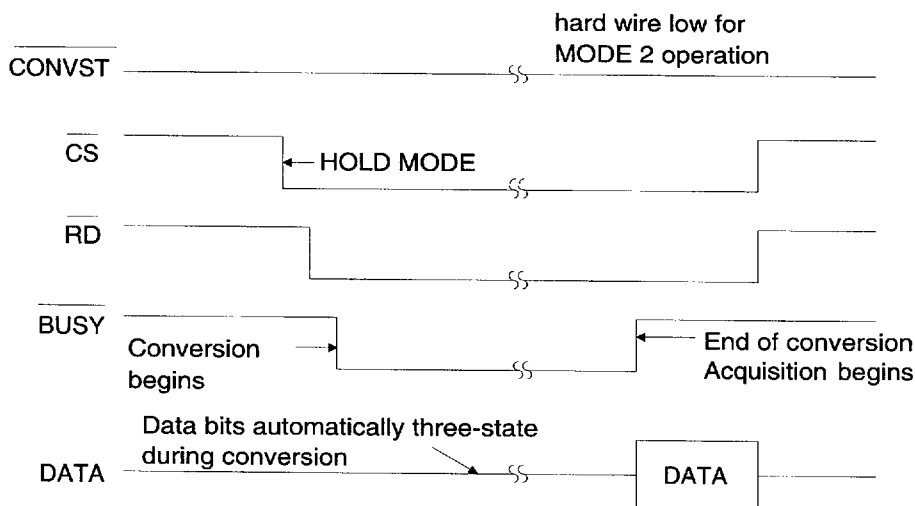 hard wire low for
MODE 2 operation
CONVST
CS
HOLD MODE
RD
BUSY
Conversion
begins
End of conversion
Acquisition begins
Data bits automatically three-state
during conversion
DATA
DATA